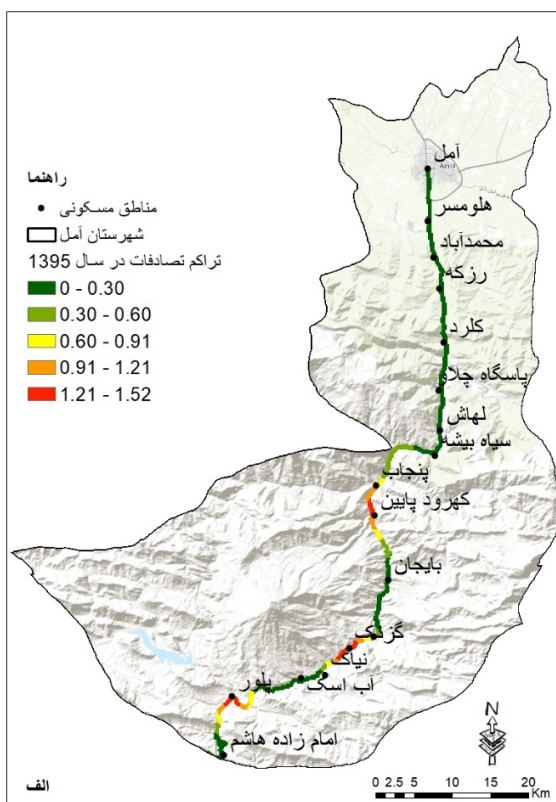 آمل
هلومسر
محمدآباد
رزکه
کلرد
پاسگاه چلاو
لهاش
سیاه بیشه
پنجاب
کهرود پایین
بایجان
گزنک
نیاک
اب اسک
پلور
امام زاده هاشم
راهنما
مناطق مسکونی
شهرستان آمل
تراکم تصادفات در سال 1395
0 - 0.30
0.30 - 0.60
0.60 - 0.91
0.91 - 1.21
1.21 - 1.52
N
0 2.5 5 10 15 20
Km
الف